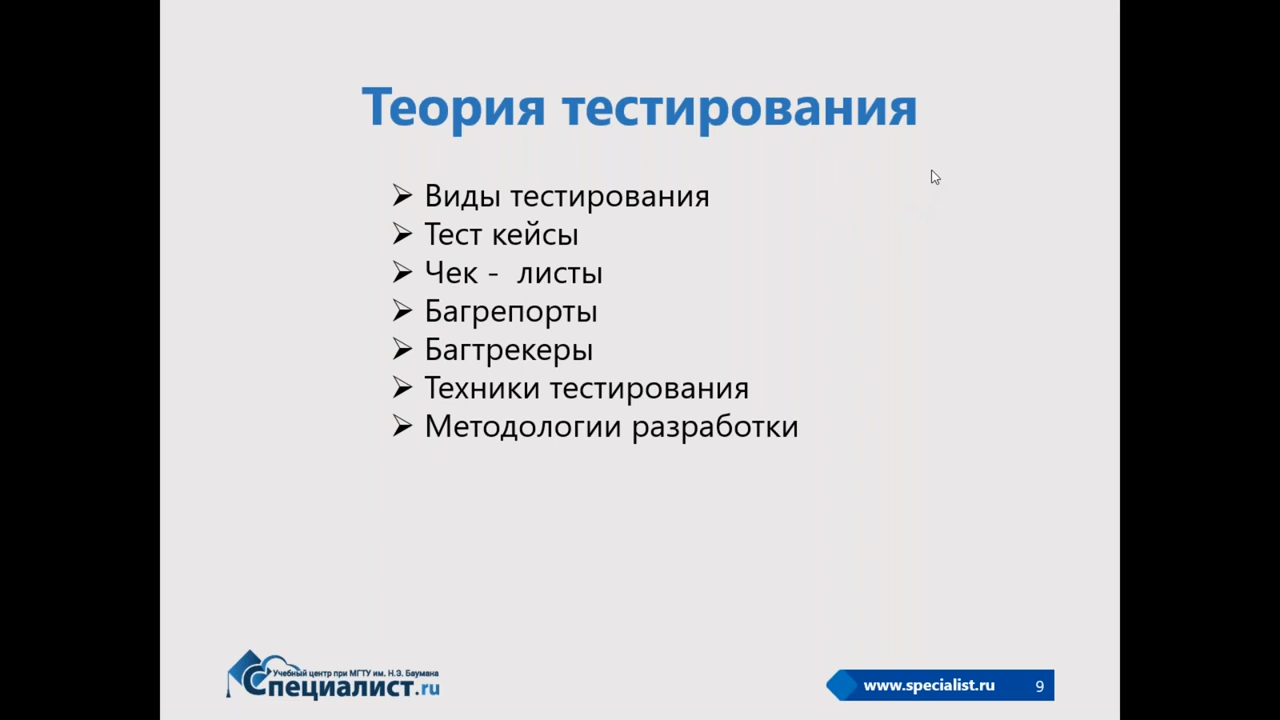 Теория тестирования
Виды тестирования
Тест кейсы
Чек - листы
Багрепорты
Багтрекеры
Техники тестирования
Методологии разработки
Учебный центр при МГТУ им. Н.Э. Баумана
Специалист.ru
www.specialist.ru 9